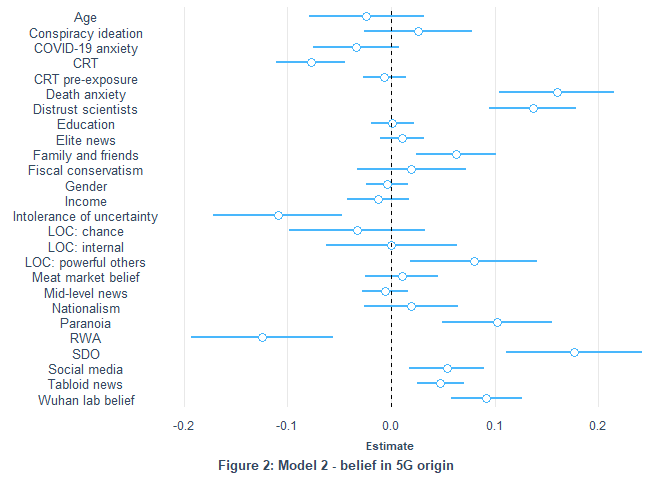 Age
Conspiracy ideation
COVID-19 anxiety
CRT
CRT pre-exposure
Death anxiety
Distrust scientists
Education
Elite news
Family and friends
Fiscal conservatism
Gender
Income
Intolerance of uncertainty
LOC: chance
LOC: internal
LOC: powerful others
Meat market belief
Mid-level news
Nationalism
Paranoia
RWA
SDO
Social media
Tabloid news
Wuhan lab belief
-0.2 -0.1 0.0 0.1 0.2
Estimate
Figure 2: Model 2 - belief in 5G origin